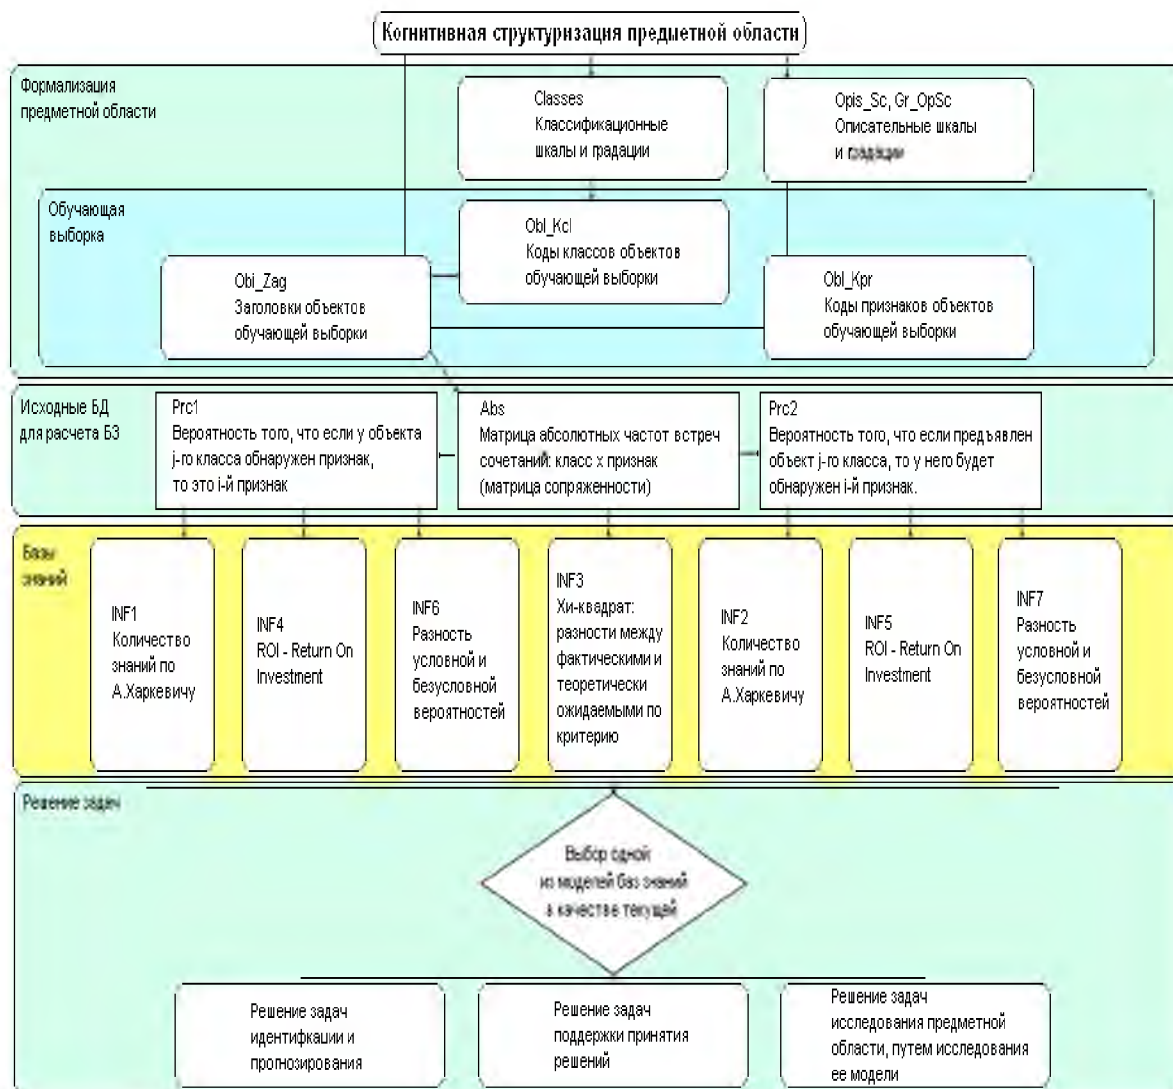 Когнитивная структуризация предметной области
Формализация
предметной области
Classes
Классификационные
шкалы и градации
Opis_Sc, Gr_OpSc
Описательные шкалы
и градации
Обучающая
выборка
Obl_Kcl
Коды классов объектов
обучающей выборки
Obi_Zag
Заголовки объектов
обучающей выборки
Obl_Kpr
Коды признаков объектов
обучающей выборки
Исходные БД
для расчета БЗ
Prc1
Вероятность того, что если у объекта
j-го класса обнаружен признак,
то это i-й признак
Abs
Матрица абсолютных частот встреч
сочетаний: класс x признак
(матрица сопряженности)
Prc2
Вероятность того, что если предъявлен
объект j-го класса, то у него будет
обнаружен i-й признак.
Базы
знаний
INF1
Количество
знаний по
А.Харкевичу
INF4
ROI - Return On
Investment
INF6
Разность
условной и
безусловной
вероятностей
INF3
Хи-квадрат:
разности между
фактическими и
теоретически
ожидаемыми по
критерию
INF2
Количество
знаний по
А.Харкевичу
INF5
ROI - Return On
Investment
INF7
Разность
условной и
безусловной
вероятностей
Решение задач
Выбор одной
из моделей баз знаний
в качестве текущей
Решение задач
идентифкации и
прогнозирования
Решение задач
поддержки принятия
решений
Решение задач
исследования предметной
области, путем исследования
ее модели